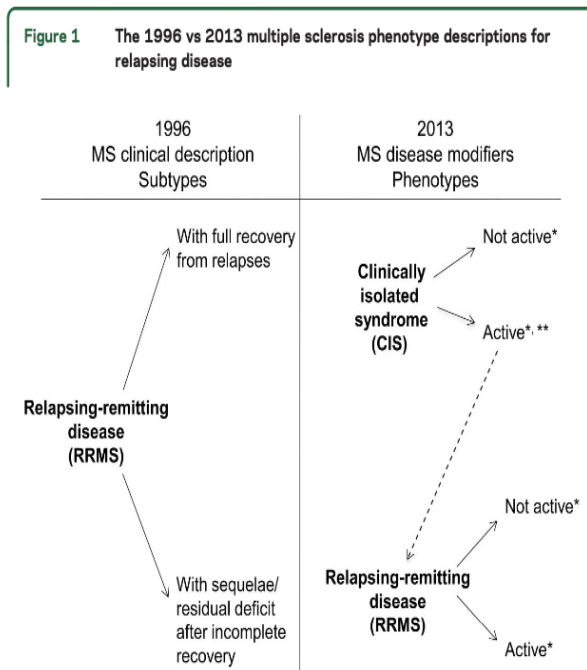 Figure 1 The 1996 vs 2013 multiple sclerosis phenotype descriptions for
relapsing disease
1996
MS clinical description
Subtypes
With full recovery
from relapses
Relapsing-remitting
disease
(RRMS)
With sequelae/
residual deficit
after incomplete
recovery
2013
MS disease modifiers
Phenotypes
Not active*
Clinically
isolated
syndrome
(CIS)
Active*, **
Not active*
Relapsing-remitting
disease
(RRMS)
Active*